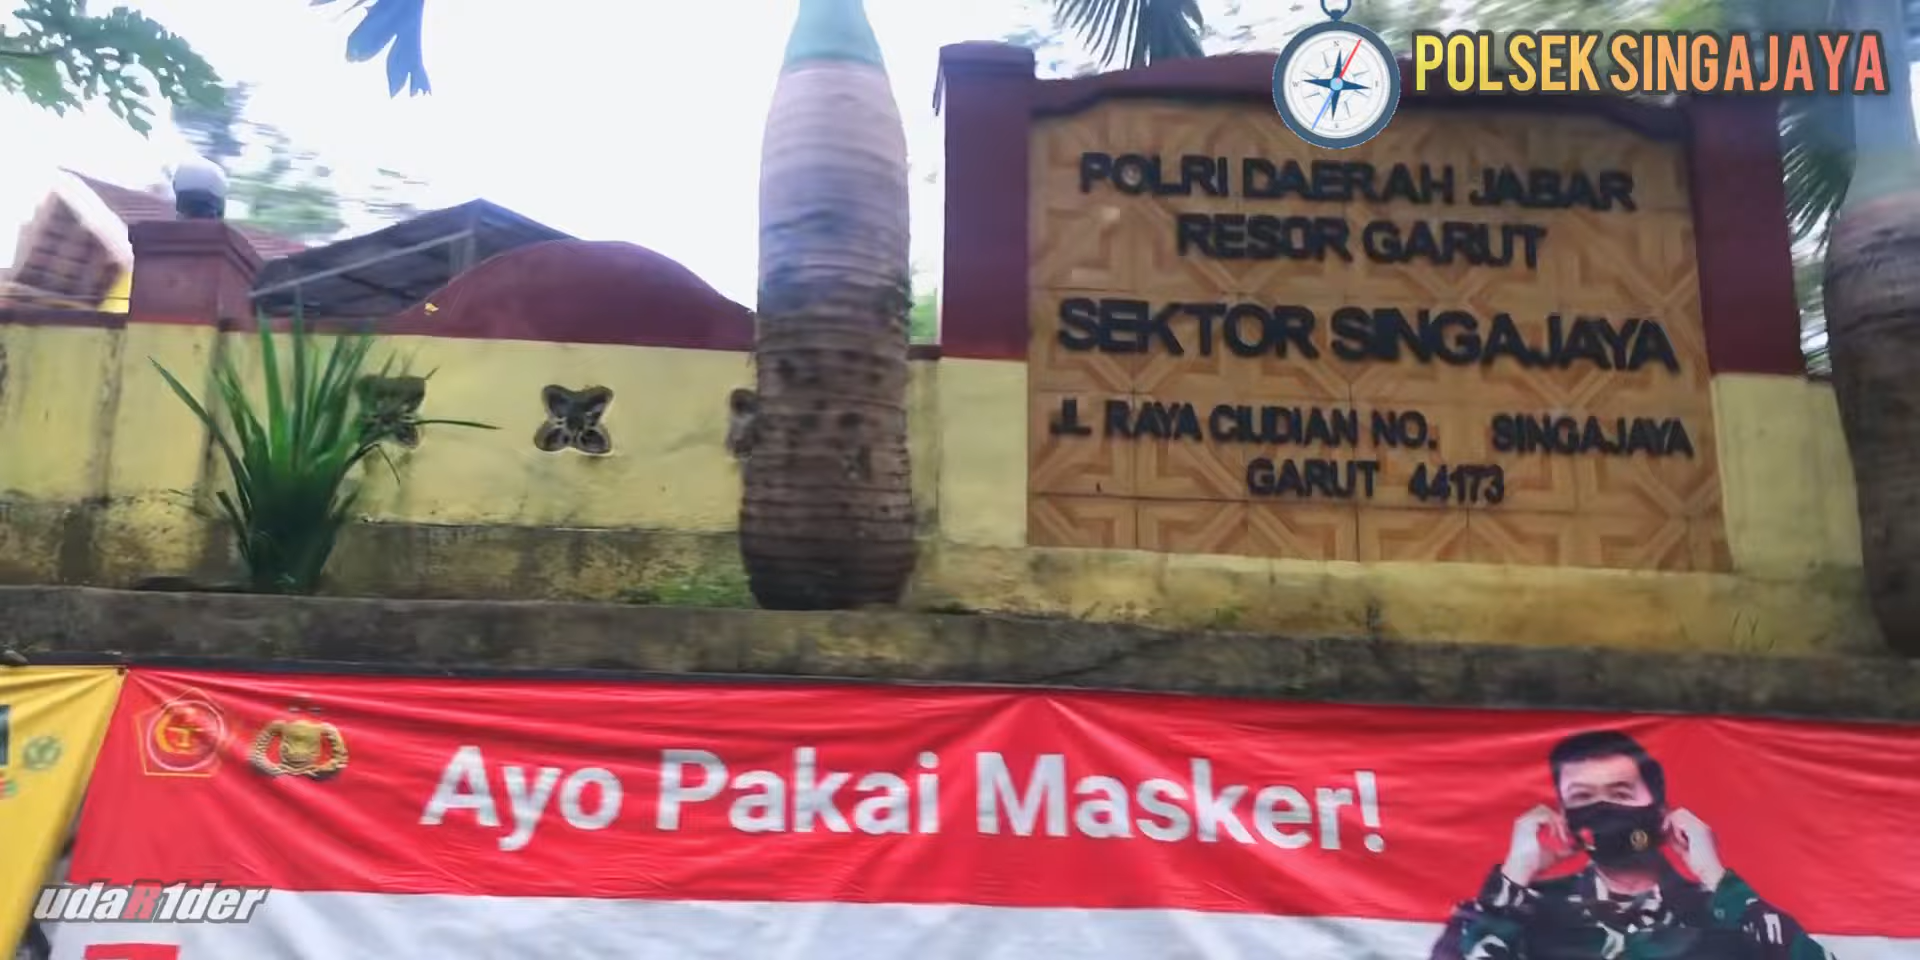 POLSEK SINGAJAYA
POLRI DAERAH JABAR
RESOR GARUT
SEKTOR SINGAJAYA
JL. RAYA CIUDIAN NO. SINGAJAYA
GARUT 44173
Ayo Pakai Masker!
udaR1der